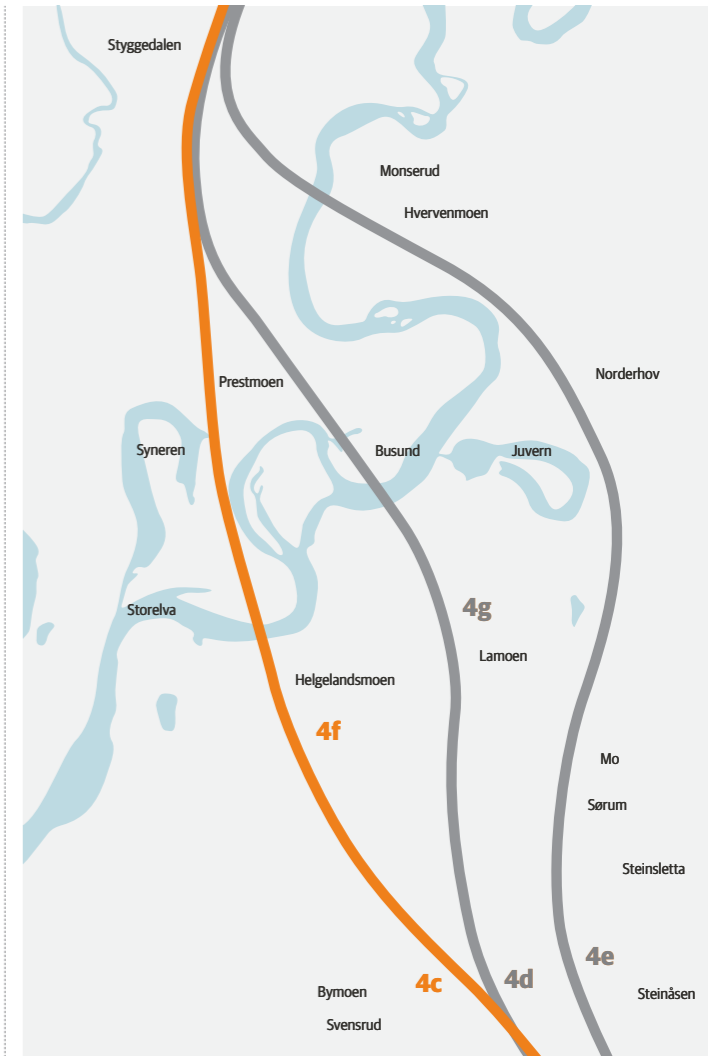 Styggedalen
Monserud
Hvervenmoen
Norderhov
Prestmoen
Syneren
Busund
Juvern
Storelva
4g
Lamoen
Helgelandsmoen
4f
Mo
Sørum
Steinsletta
4e
4c
4d
Bymoen
Steinåsen
Svensrud